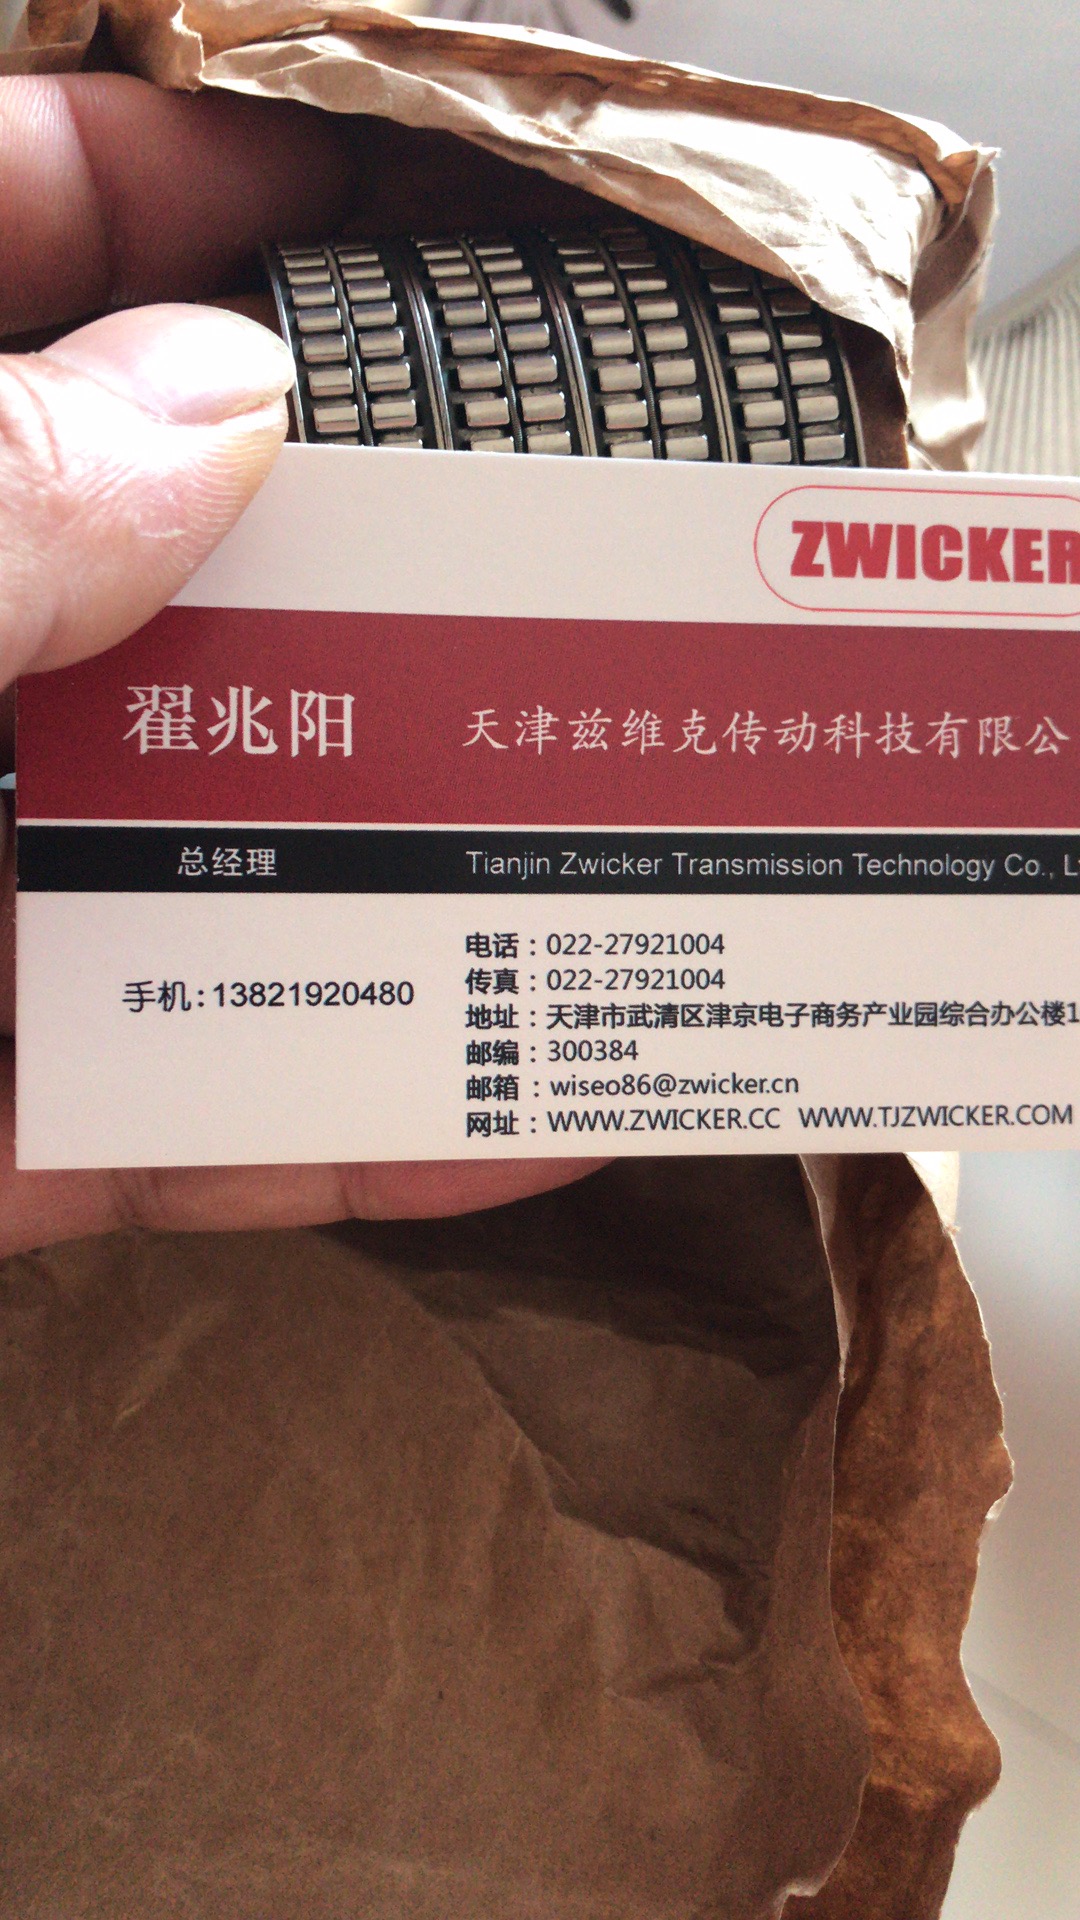 ZWICKER
翟兆阳
天津兹维克传动科技有限公
总经理
Tianjin Zwicker Transmission Technology Co.,
手机:13821920480
电话：022-27921004
传真：022-27921004
地址：天津市武清区津京电子商务产业园综合办公楼1
邮编：300384
邮箱：wiseo86@zwicker.cn
网址：WWW.ZWICKER.CC WWW.TJZWICKER.COM